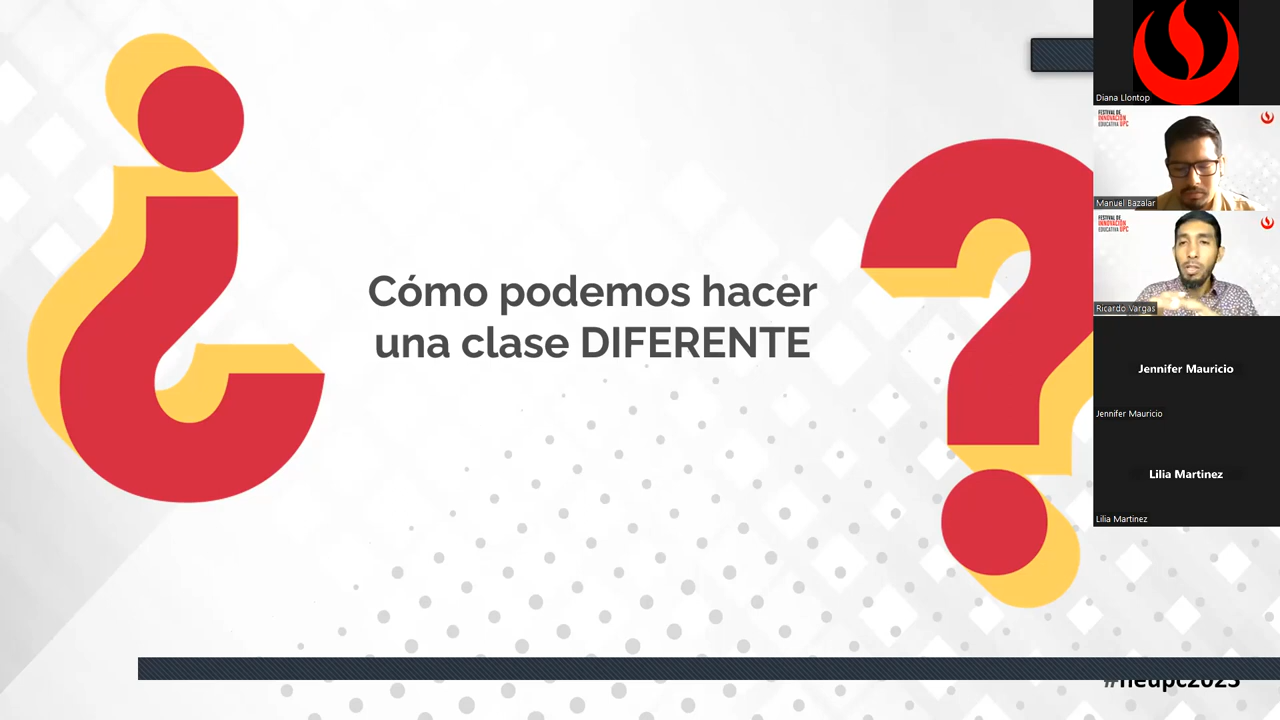 ¿
Cómo podemos hacer
una clase DIFERENTE
?
Diana Llontop
FESTIVAL DE
INNOVACIÓN
EDUCATIVA UPC
Manuel Bazalar
FESTIVAL DE
INNOVACIÓN
EDUCATIVA UPC
Ricardo Vargas
Jennifer Mauricio
Jennifer Mauricio
Lilia Martinez
Lilia Martinez